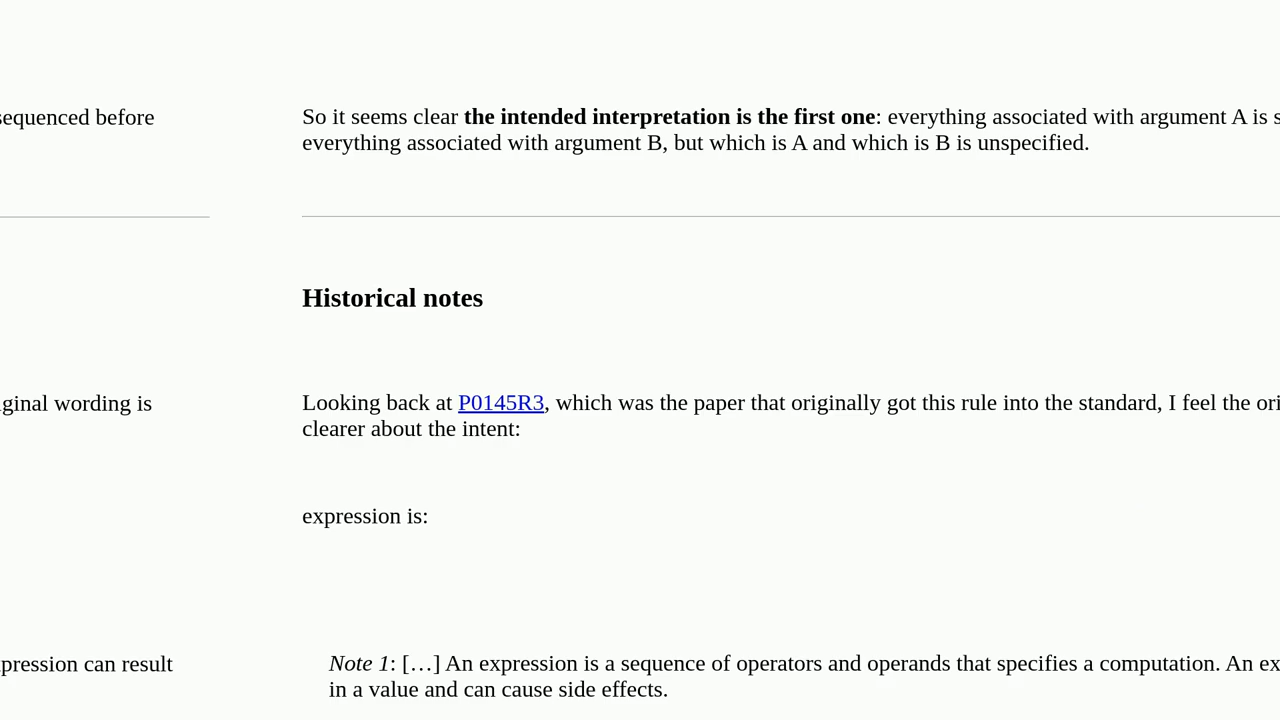 sequenced before
So it seems clear the intended interpretation is the first one: everything associated with argument A is s
everything associated with argument B, but which is A and which is B is unspecified.
Historical notes
iginal wording is
Looking back at P0145R3, which was the paper that originally got this rule into the standard, I feel the ori
clearer about the intent:
expression is:
pression can result
Note 1: […] An expression is a sequence of operators and operands that specifies a computation. An ex
in a value and can cause side effects.